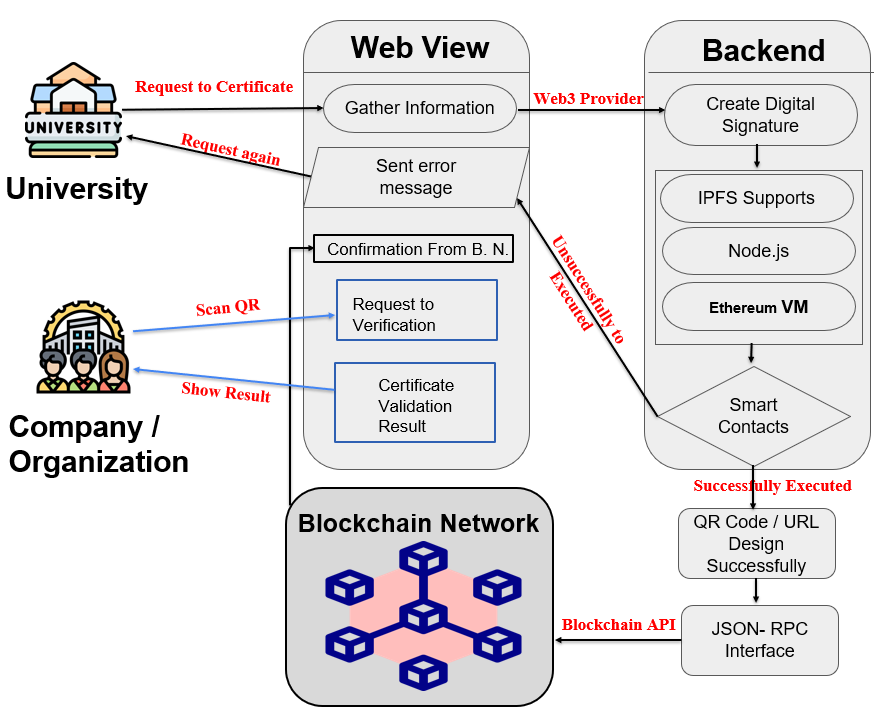 Web View
Backend
Request to Certificate
Gather Information
Web3 Provider
Create Digital
Signature
UNIVERSITY
University
Request again
Sent error
message
IPFS Supports
Node.js
Ethereum VM
Confirmation From B. N.
Unsuccessfully to
Executed
Scan QR
Request to
Verification
Show Result
Certificate
Validation
Result
Company /
Organization
Smart
Contacts
Successfully Executed
QR Code / URL
Design
Successfully
Blockchain Network
Blockchain API
JSON- RPC
Interface